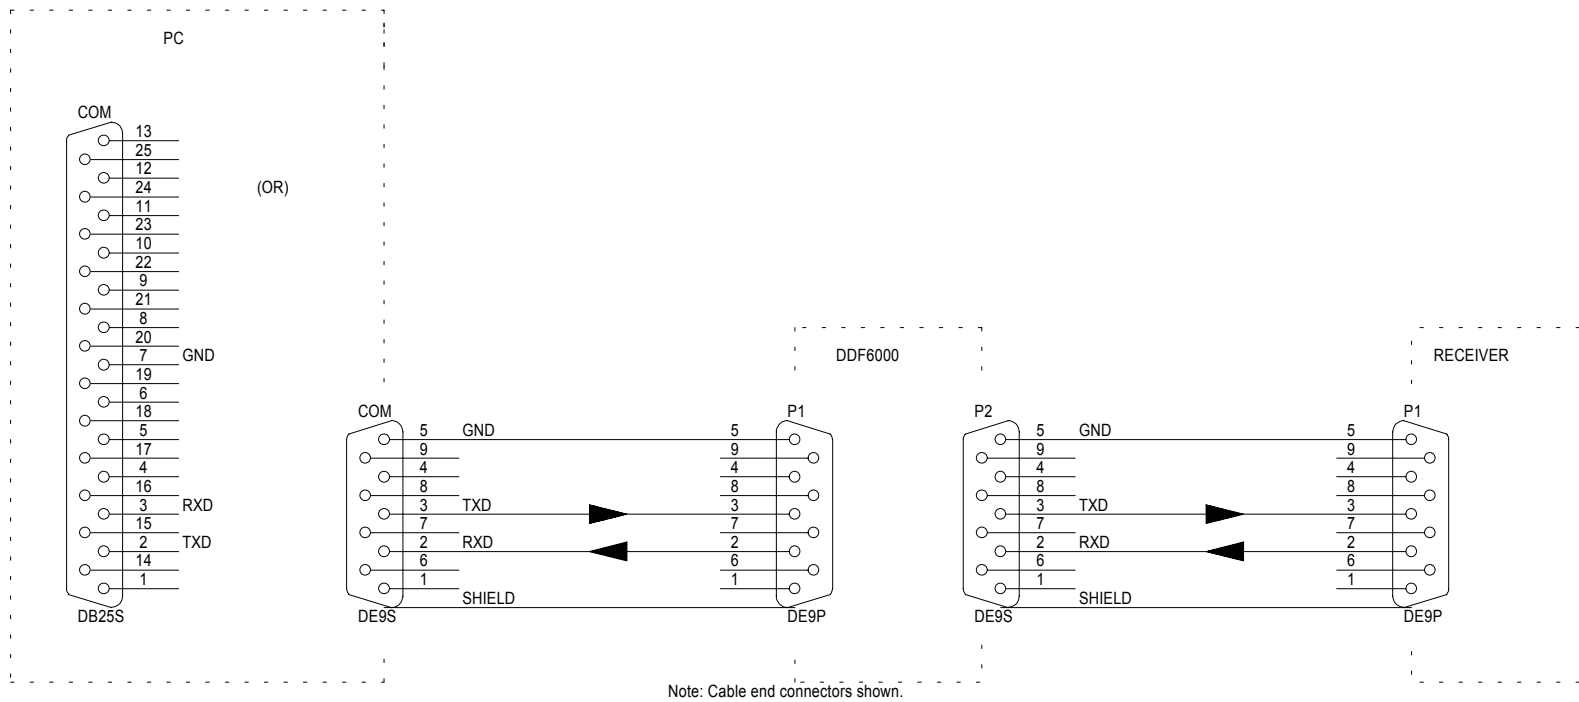 PC
COM
13
25
12
24
(OR)
11
23
10
22
9
21
8
20
7 GND
19
6
18
5
17
4
16
3 RXD
15
2 TXD
14
1
DB25S
COM
5 GND
9
4
8
3 TXD
7
2 RXD
6
1
SHIELD
DE9S
DDF6000
P1
5
9
4
8
3
7
2
6
1
DE9P
P2
5 GND
9
4
8
3 TXD
7
2 RXD
6
1
SHIELD
DE9S
RECEIVER
P1
5
9
4
8
3
7
2
6
1
DE9P
Note: Cable end connectors shown.